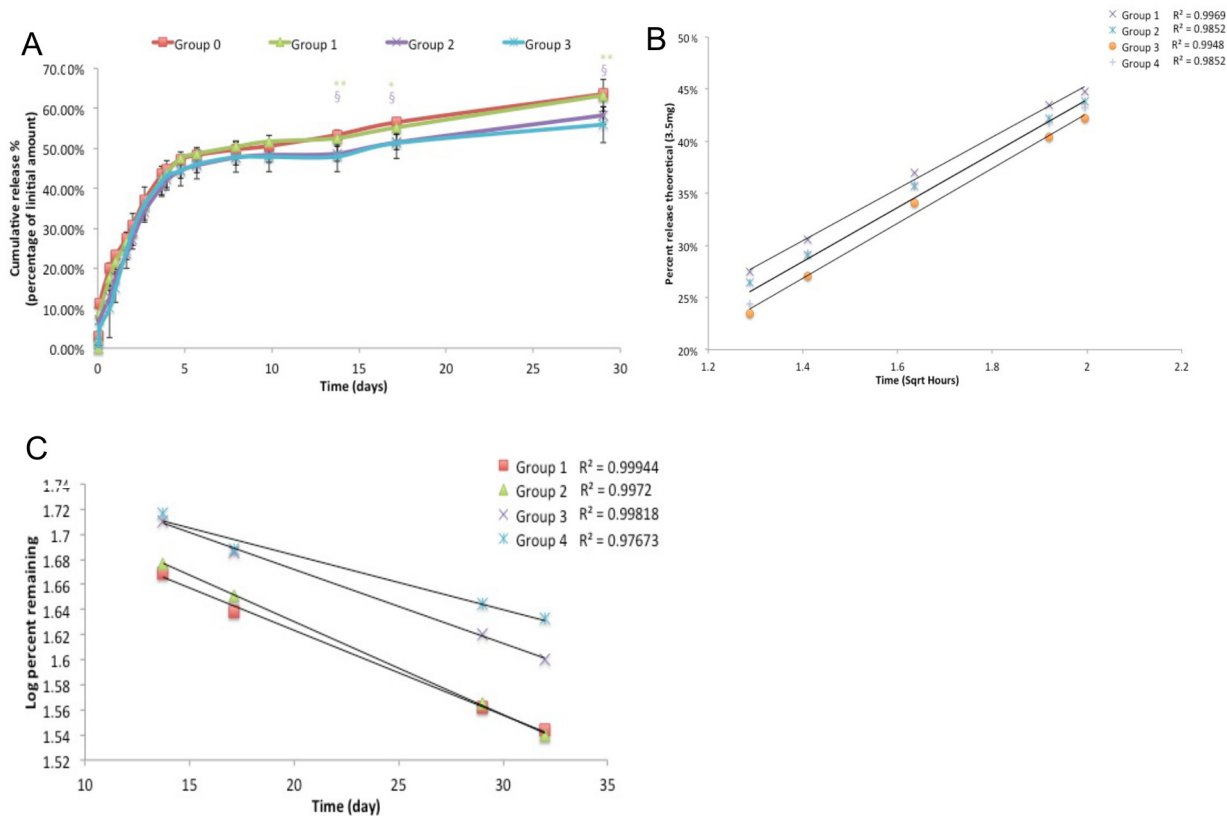 A
Group 0 Group 1 Group 2 Group 3
70.00%
60.00%
50.00%
40.00%
30.00%
20.00%
10.00%
0.00%
Cumulative release %
(percentage of Iinitial amount)
** * **
§ § §
0 5 10 15 20 25 30
Time (days)
B
Group 1 R² = 0.9969
Group 2 R² = 0.9852
Group 3 R² = 0.9948
Group 4 R² = 0.9852
50%
45%
40%
35%
30%
25%
20%
Percent release theoretical (3.5mg)
1.2 1.4 1.6 1.8 2 2.2
Time (Sqrt Hours)
C
Group 1 R² = 0.99944
Group 2 R² = 0.9972
Group 3 R² = 0.99818
Group 4 R² = 0.97673
1.74
1.72
1.7
1.68
1.66
1.64
1.62
1.6
1.58
1.56
1.54
1.52
Log percent remaining
10 15 20 25 30 35
Time (day)